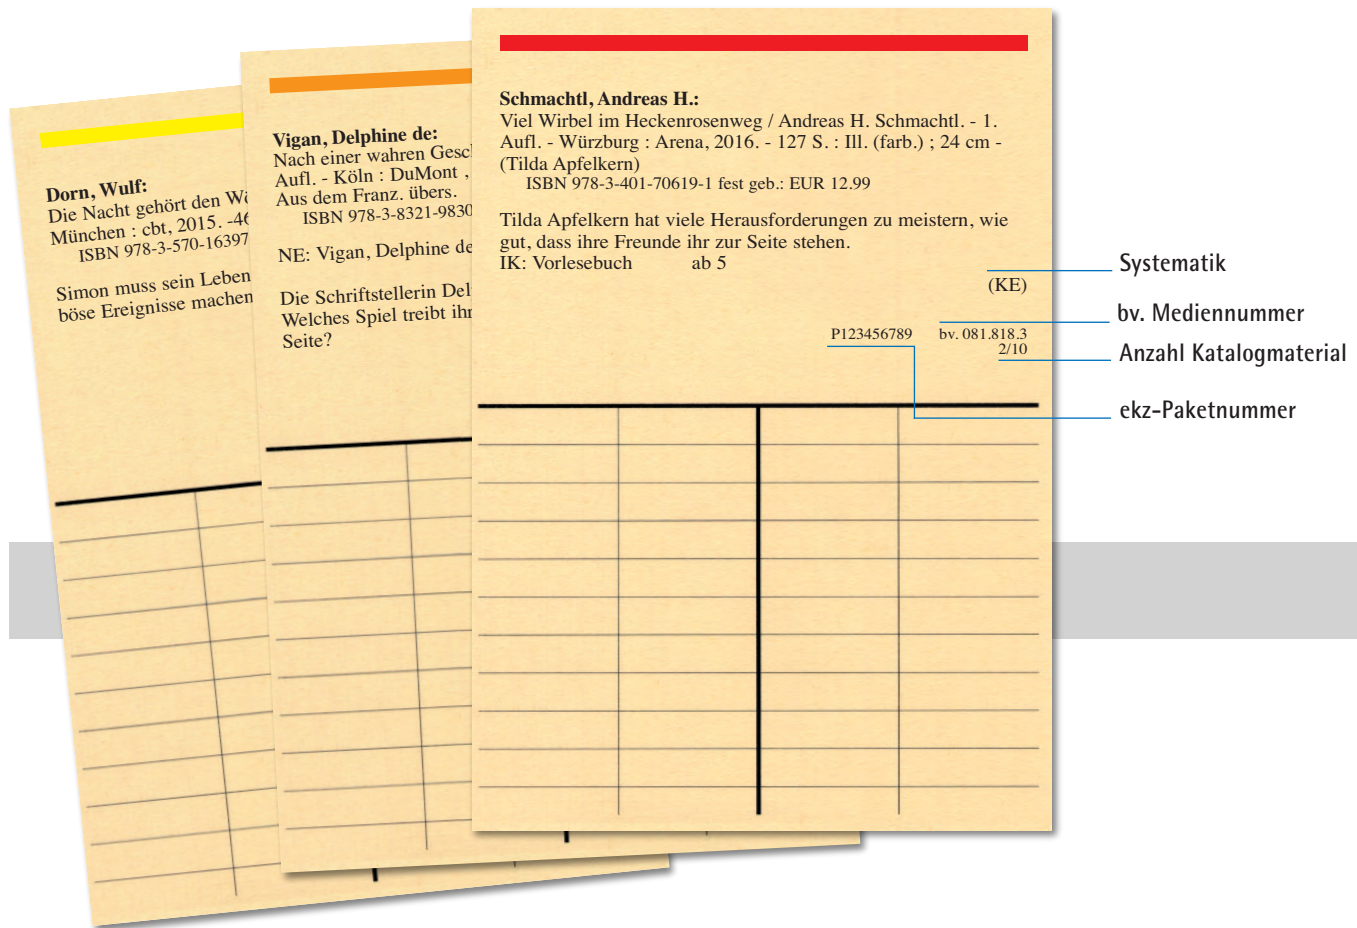 Dorn, Wulf:
Die Nacht gehört den
München : cbt, 2015. -46
ISBN 978-3-570-16397
Simon muss sein Leben
böse Ereignisse machen
Vigan, Delphine de:
Nach einer wahren
Aufl. - Köln : DuMont ,
Aus dem Franz. übers.
ISBN 978-3-8321-9830
NE: Vigan, Delphine de
Die Schriftstellerin
Welches Spiel treibt
Seite?
Schmachtl, Andreas H.:
Viel Wirbel im Heckenrosenweg / Andreas H. Schmachtl. - 1.
Aufl. - Würzburg : Arena, 2016. - 127 S. : Ill. (farb.) ; 24 cm -
(Tilda Apfelkern)
ISBN 978-3-401-70619-1 fest geb.: EUR 12.99
Tilda Apfelkern hat viele Herausforderungen zu meistern, wie
gut, dass ihre Freunde ihr zur Seite stehen.
IK: Vorlesebuch ab 5
(KE)
P123456789 bv. 081.818.3
2/10
Systematik
bv. Mediennummer
Anzahl Katalogmaterial
ekz-Paketnummer